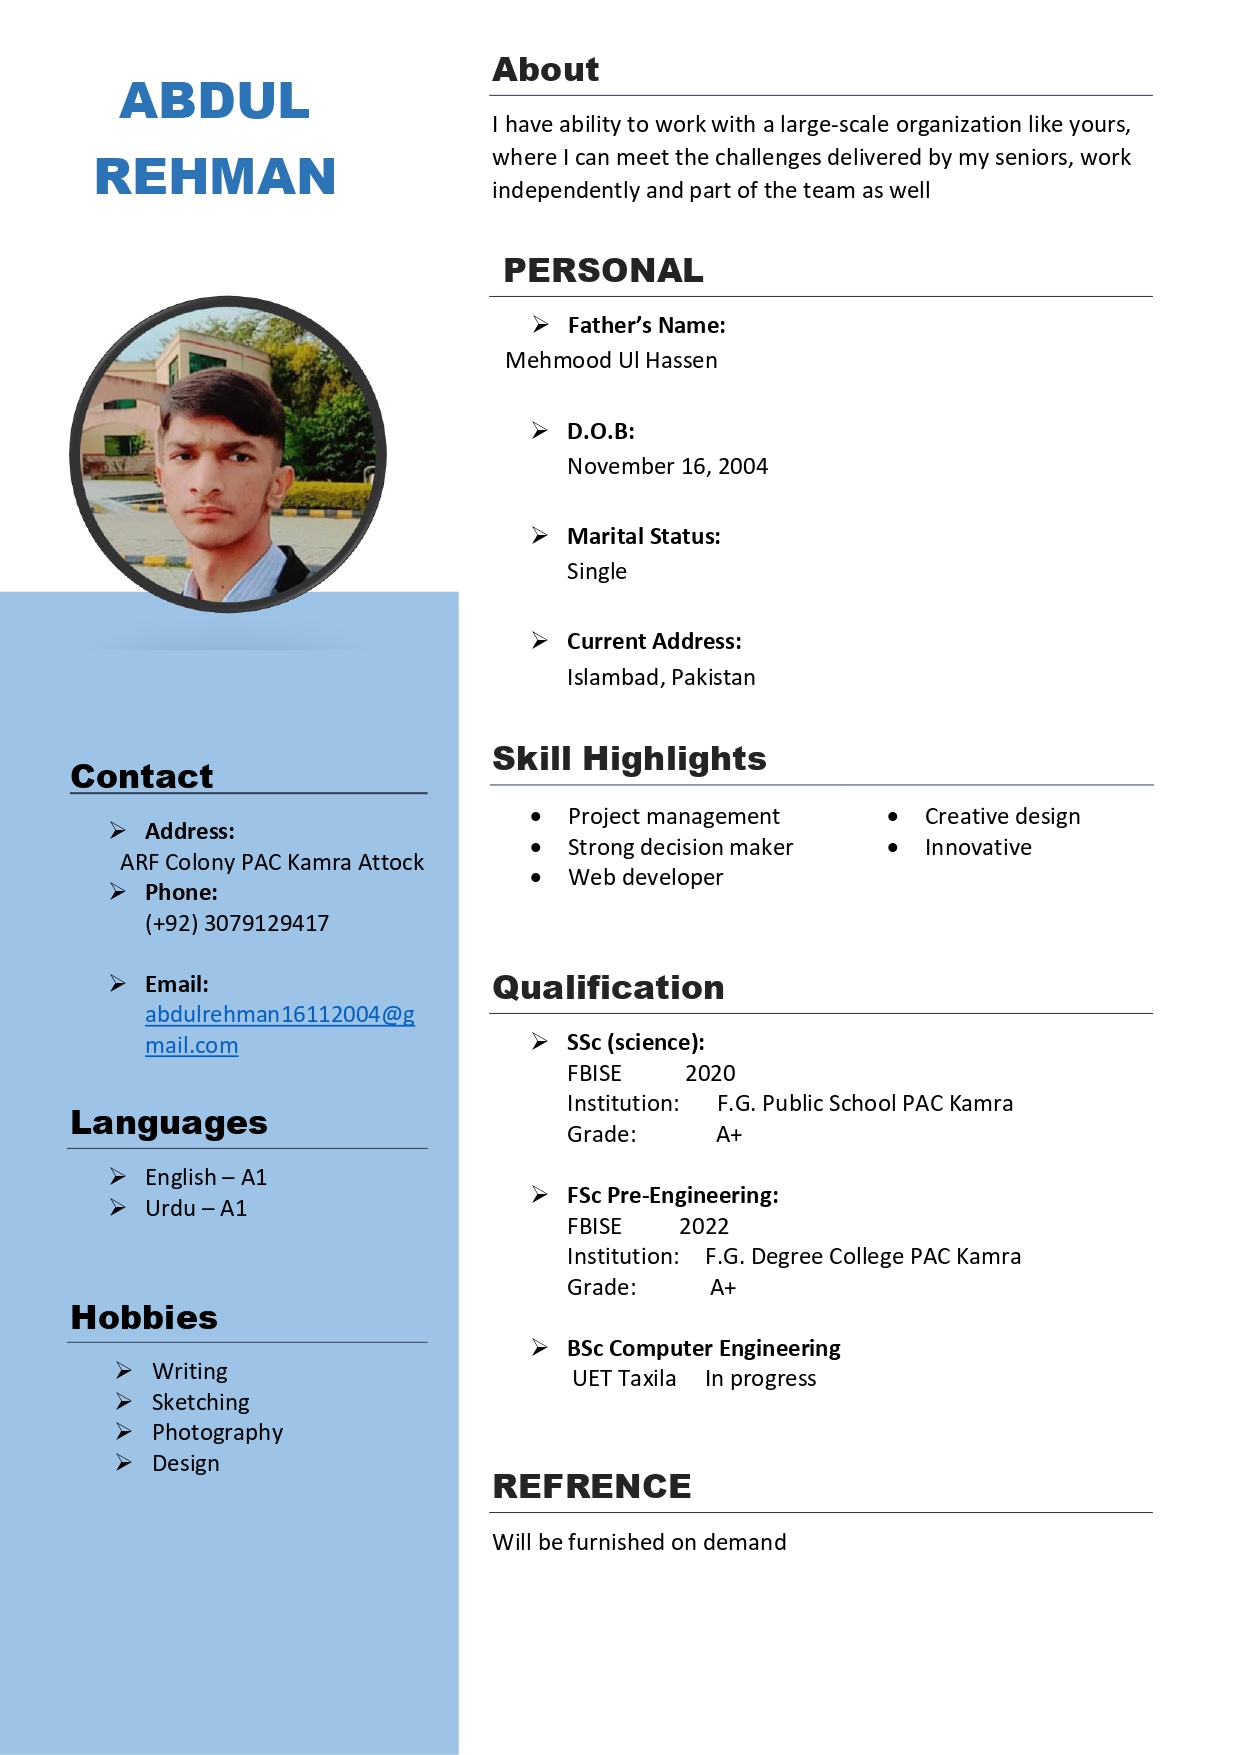 ABDUL
REHMAN
Contact
Address:
ARF Colony PAC Kamra Attock
Phone:
(+92) 3079129417
Email:
abdulrehman16112004@g
mail.com
Languages
English – A1
Urdu – A1
Hobbies
Writing
Sketching
Photography
Design
About
I have ability to work with a large-scale organization like yours,
where I can meet the challenges delivered by my seniors, work
independently and part of the team as well
PERSONAL
Father’s Name:
Mehmood Ul Hassen
D.O.B:
November 16, 2004
Marital Status:
Single
Current Address:
Islambad, Pakistan
Skill Highlights
Project management
Strong decision maker
Web developer
Creative design
Innovative
Qualification
SSc (science):
FBISE 2020
Institution: F.G. Public School PAC Kamra
Grade: A+
FSc Pre-Engineering:
FBISE 2022
Institution: F.G. Degree College PAC Kamra
Grade: A+
BSc Computer Engineering
UET Taxila In progress
REFRENCE
Will be furnished on demand